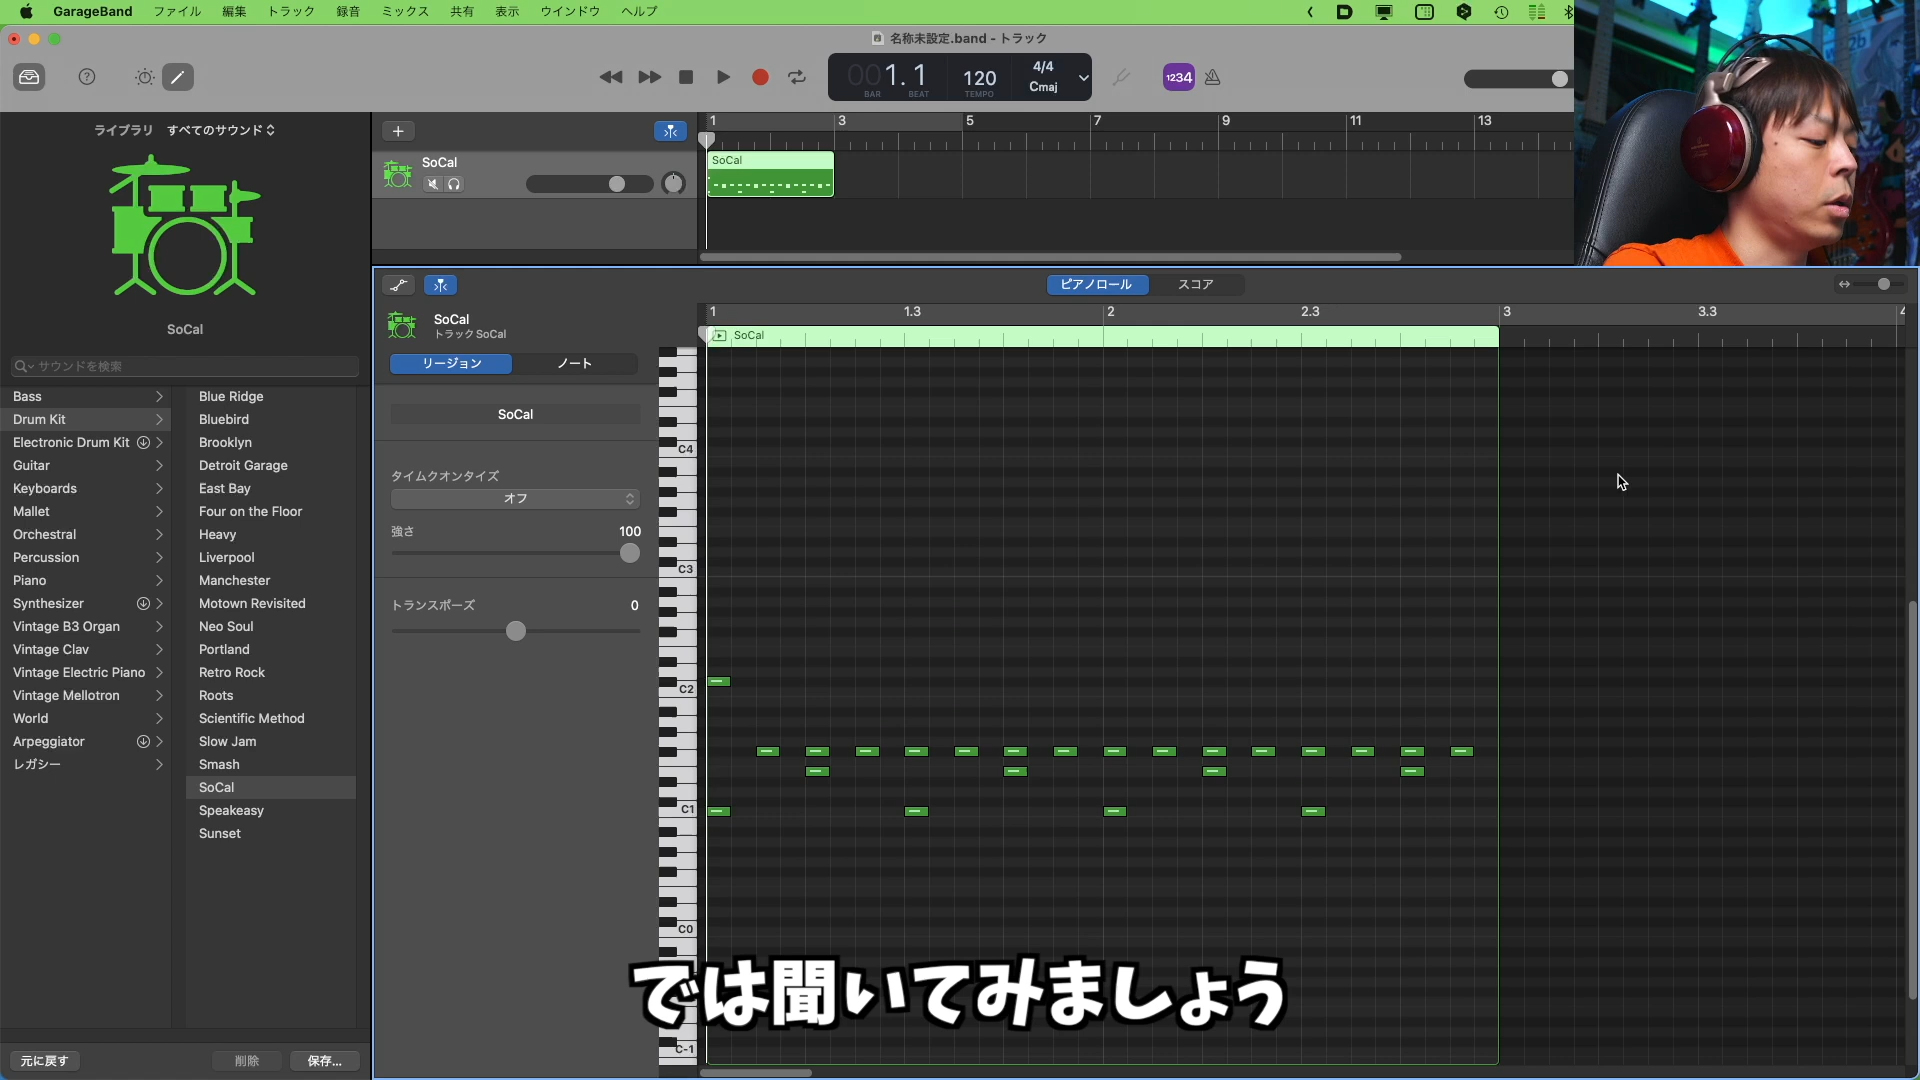 GarageBand ファイル 編集 トラック 録音 ミックス 共有 表示 ウインドウ ヘルプ
名称未設定.band - トラック
001.1
BAR BEAT
120
TEMPO
4/4
Cmaj
1234
ライブラリ すべてのサウンド
SoCal
サウンドを検索
Bass
Drum Kit
Electronic Drum Kit
Guitar
Keyboards
Mallet
Orchestral
Percussion
Piano
Synthesizer
Vintage B3 Organ
Vintage Clav
Vintage Electric Piano
Vintage Mellotron
World
Arpeggiator
レガシー
Blue Ridge
Bluebird
Brooklyn
Detroit Garage
East Bay
Four on the Floor
Heavy
Liverpool
Manchester
Motown Revisited
Neo Soul
Portland
Retro Rock
Roots
Scientific Method
Slow Jam
Smash
SoCal
Speakeasy
Sunset
元に戻す 削除 保存...
1 3 5 7 9 11 13
SoCal
SoCal
ピアノロール スコア
SoCal
トラック SoCal
リージョン ノート
SoCal
タイムクオンタイズ
オフ
強さ 100
トランスポーズ 0
1 1.3 2 2.3 3 3.3 4
SoCal
C4
C3
C2
C1
C0
C-1
では聞いてみましょう